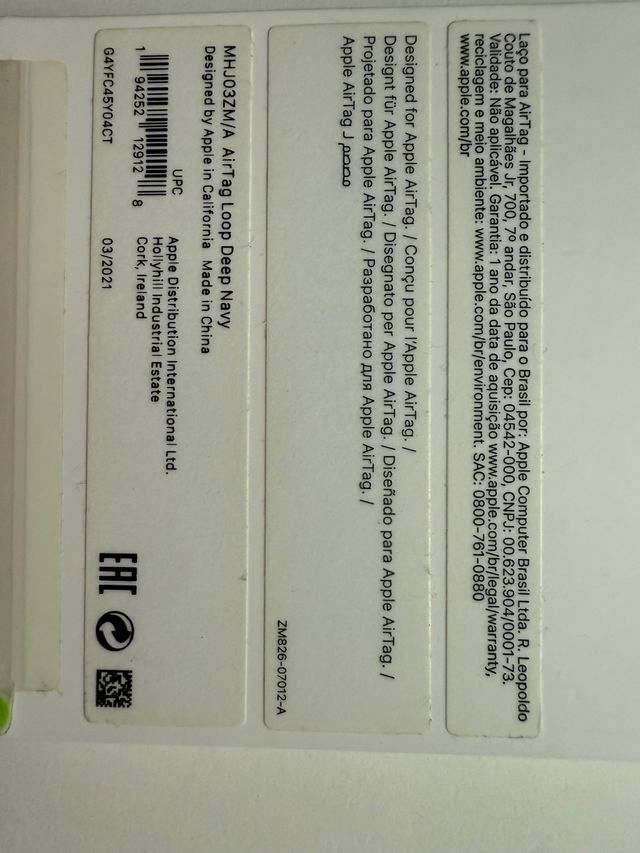 Laço para AirTag - Importado e distribuído para o Brasil por: Apple Computer Brasil Ltda. R. Leopoldo
Couto de Magalhães Jr, 700, 7º andar, São Paulo, Cep: 04542-000, CNPJ: 00.623.904/0001-73.
Validade: Não aplicável. Garantia: 1 ano da data de aquisição www.apple.com/br/legal/warranty,
reciclagem e meio ambiente: www.apple.com/br/environment. SAC: 0800-761-0880
www.apple.com/br
Designed for Apple AirTag. / Conçu pour l'Apple AirTag. /
Designt für Apple AirTag. / Disegnato per Apple AirTag. / Diseñado para Apple AirTag. /
Projetado para Apple AirTag. / Разработано для Apple AirTag. /
Apple AirTag
ZM826-07012-A
MHJ03ZM/A AirTag Loop Deep Navy
Designed by Apple in California Made in China
UPC
1 94252 12912 8
Apple Distribution International Ltd.
Hollyhill Industrial Estate
Cork, Ireland
G4YFC45Y04CT
03/2021
EAC